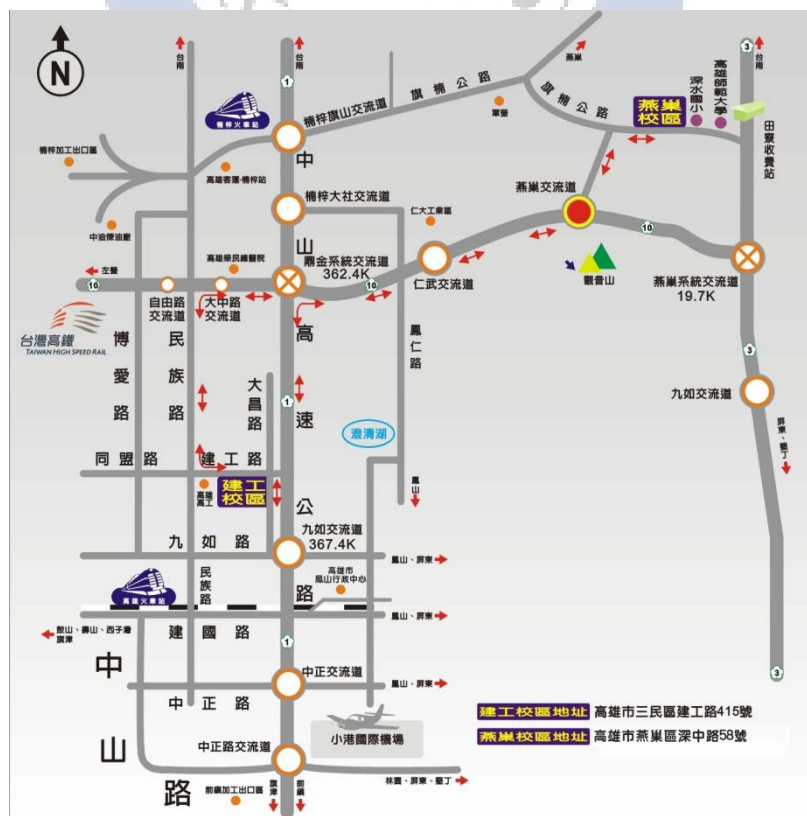 N
台南
台南
台南
1
3
燕巢
旗楠公路
旗楠公路
軍營
燕巢校區
深水國小
高雄師範大學
田寮收費站
楠梓火車站
楠梓旗山交流道
楠梓加工出口區
高雄客運-楠梓站
中油煉油廠
楠梓大社交流道
仁大工業區
燕巢交流道
10
左營
10
高雄榮民總醫院
鼎金系統交流道
362.4K
10
仁武交流道
觀音山
燕巢系統交流道
19.7K
自由路交流道
大中路交流道
台灣高鐵
TAIWAN HIGH SPEED RAIL
博愛路
民族路
大昌路
中山高速公路
1
鳳仁路
3
九如交流道
屏東、墾丁
澄清湖
同盟路
建工路
高雄高工
建工校區
鳳山
九如交流道
367.4K
九如路
鳳山、屏東
高雄市
鳳山行政中心
高雄火車站
民族路
鼓山、壽山、西子灣
旗津
建國路
鳳山、屏東
1
中正交流道
中正路
鳳山、屏東
3
中山路
小港國際機場
中正路交流道
建工校區地址 高雄市三民區建工路415號
燕巢校區地址 高雄市燕巢區深中路58號
林園、屏東、墾丁
前鎮加工出口區
旗津
前鎮